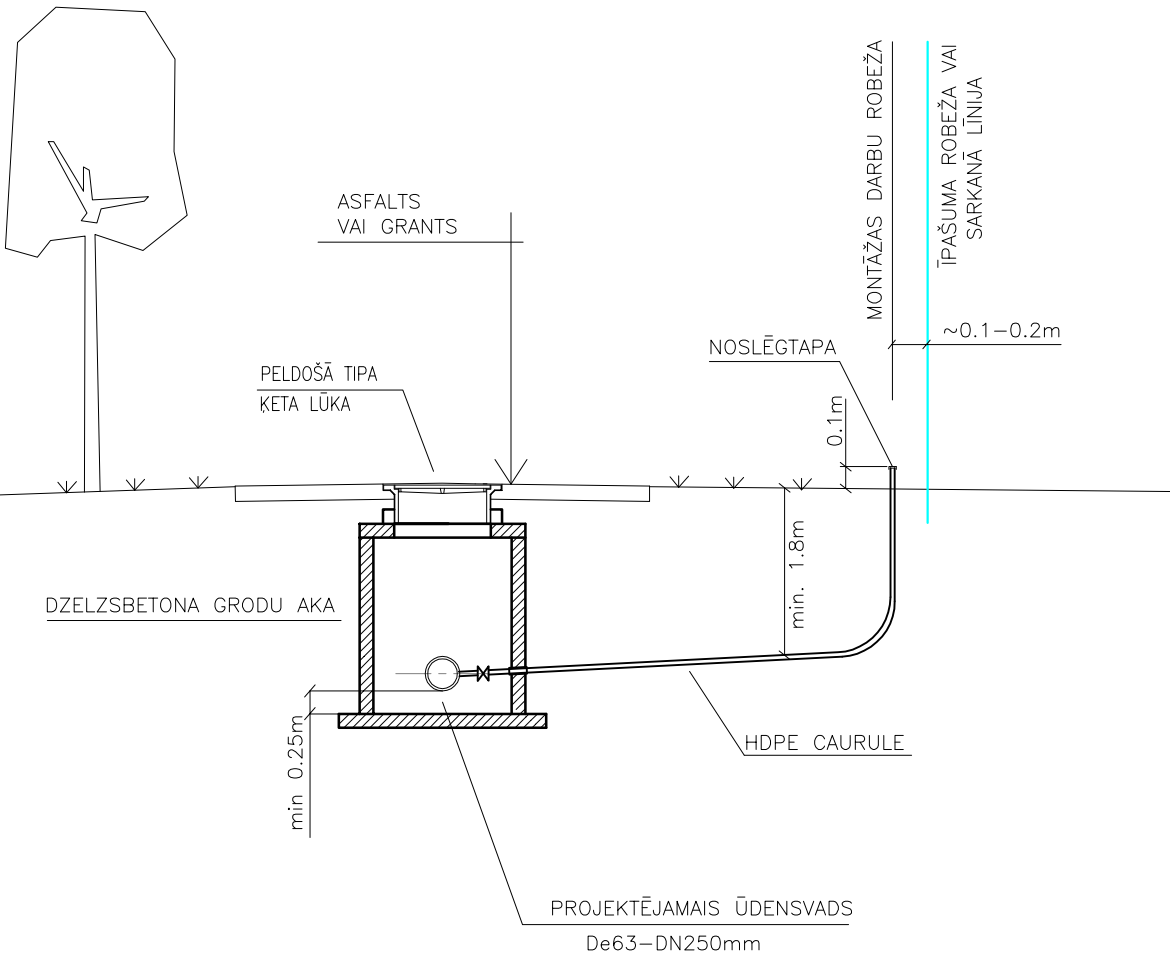 MONTĀŽAS DARBU ROBEŽA
ĪPAŠUMA ROBEŽA VAI
SARKANĀ LĪNIJA
ASFALTS
VAI GRANTS
~0.1-0.2m
NOSLĒGTAPA
PELDOŠĀ TIPA
ĶETA LŪKA
0.1m
min. 1.8m
DZELZSBETONA GRODU AKA
min 0.25m
HDPE CAURULE
PROJEKTĒJAMAIS ŪDENSVADS
De63-DN250mm